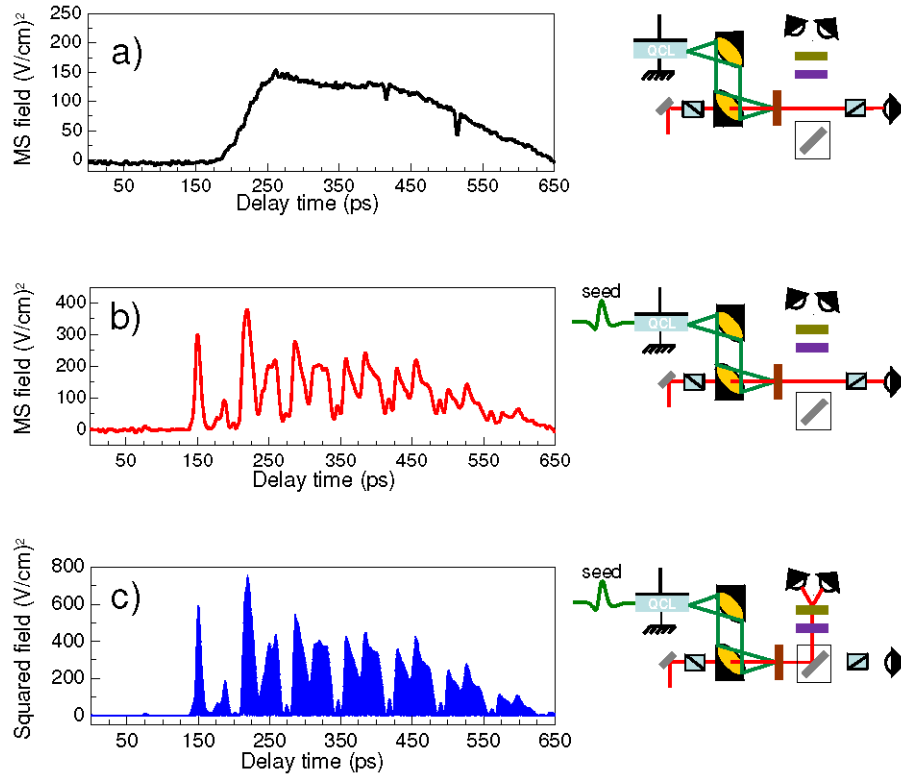 a)
MS field (V/cm)²
250
200
150
100
50
0
50 150 250 350 450 550 650
Delay time (ps)
QCL
b)
MS field (V/cm)²
400
300
200
100
0
50 150 250 350 450 550 650
Delay time (ps)
seed
QCL
c)
Squared field (V/cm)²
800
600
400
200
0
50 150 250 350 450 550 650
Delay time (ps)
seed
QCL